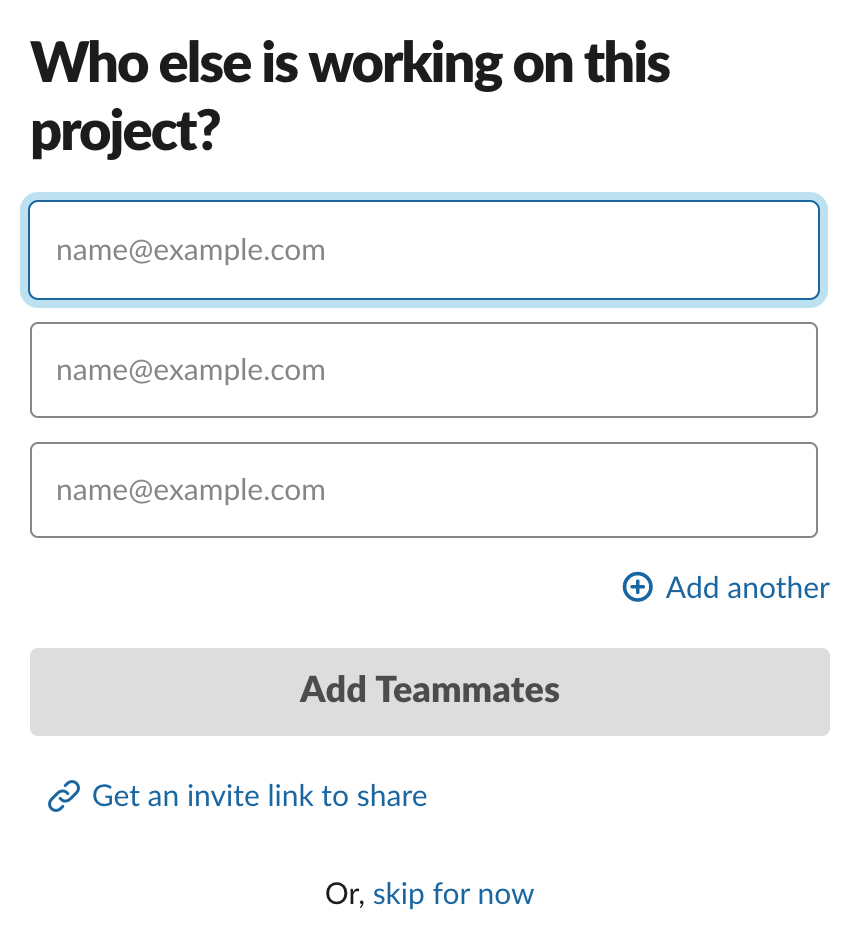 Who else is working on this
project?
name@example.com
name@example.com
name@example.com
Add another
Add Teammates
Get an invite link to share
Or, skip for now